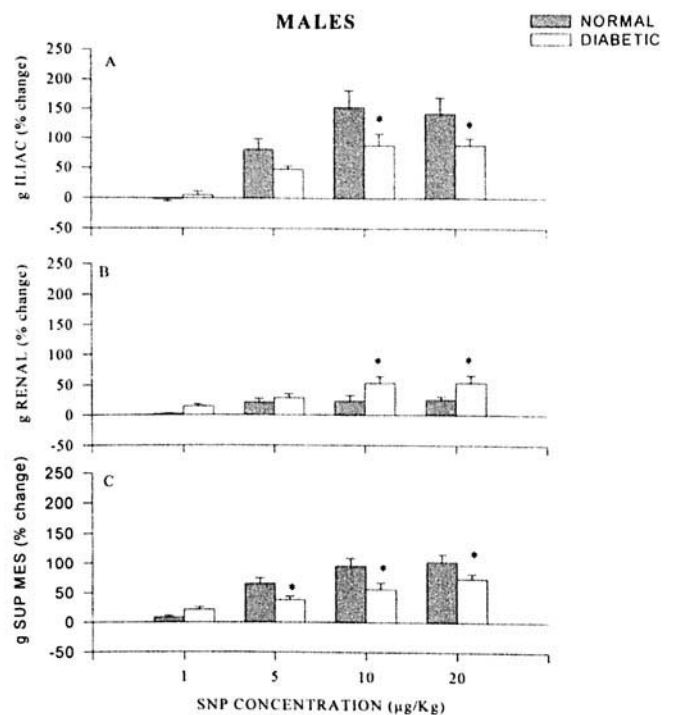 MALES
NORMAL
DIABETIC
A
g ILIAC (% change)
250
200
150
100
50
0
-50
B
g RENAL (% change)
250
200
150
100
50
0
-50
C
g SUP MES (% change)
250
200
150
100
50
0
-50
*
*
*
*
*
*
*
1 5 10 20
SNP CONCENTRATION (µg/Kg)